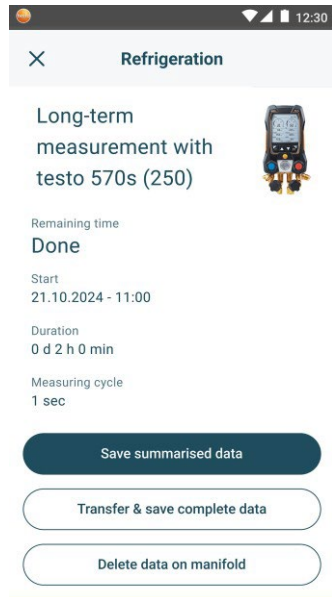 12:30
Refrigeration
Long-term
measurement with
testo 570s (250)
Remaining time
Done
Start
21.10.2024 - 11:00
Duration
0 d 2 h 0 min
Measuring cycle
1 sec
Save summarised data
Transfer & save complete data
Delete data on manifold